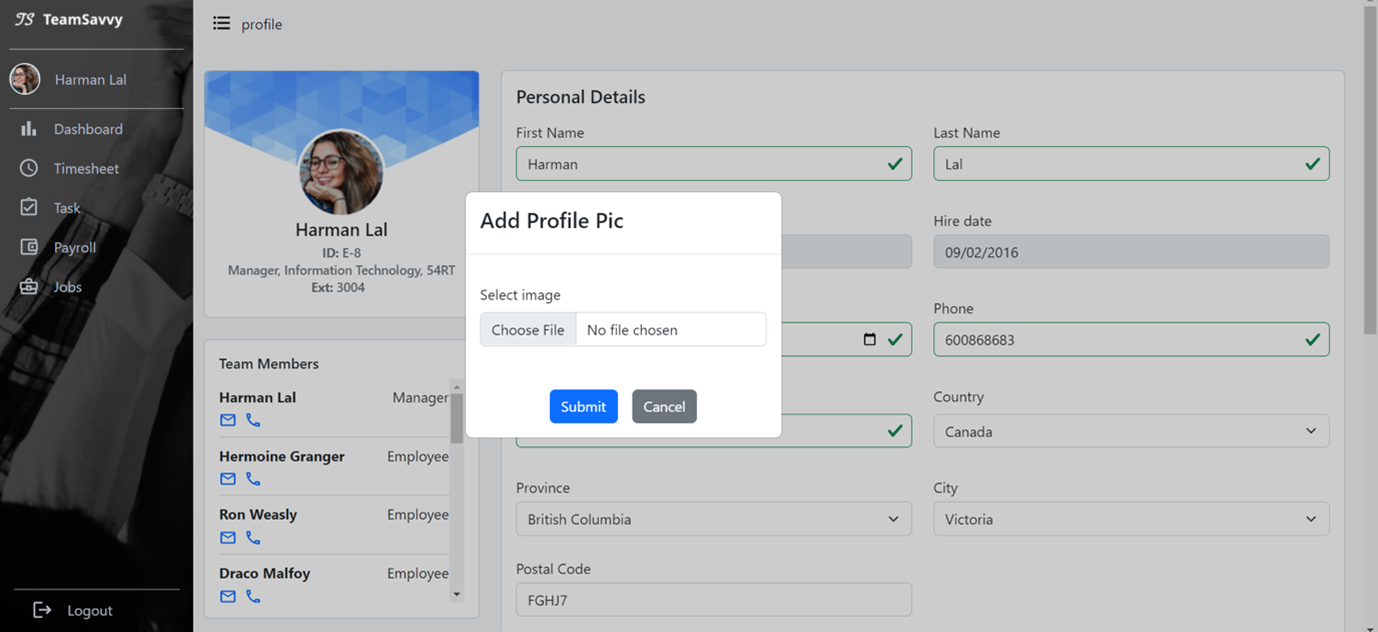 TS TeamSavvy
Harman Lal
Dashboard
Timesheet
Task
Payroll
Jobs
Logout
profile
Harman Lal
ID: E-8
Manager, Information Technology, 54RT
Ext: 3004
Team Members
Harman Lal Manager
Hermoine Granger Employee
Ron Weasly Employee
Draco Malfoy Employee
Personal Details
First Name Last Name
Harman Lal
Hire date
09/02/2016
Phone
600868683
Country
Canada
Province City
British Columbia Victoria
Postal Code
FGHJ7
Add Profile Pic
Select image
Choose File No file chosen
Submit Cancel